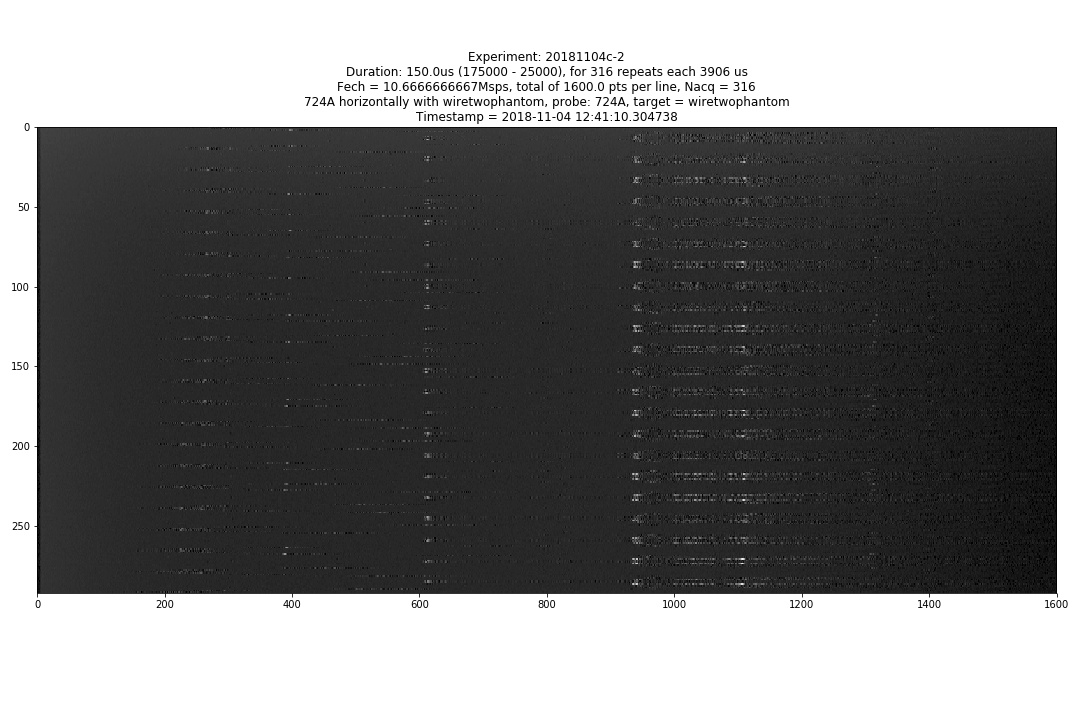 Experiment: 20181104c-2
Duration: 150.0us (175000 - 25000), for 316 repeats each 3906 us
Fech = 10.6666666667Msps, total of 1600.0 pts per line, Nacq = 316
724A horizontally with wiretwophantom, probe: 724A, target = wiretwophantom
Timestamp = 2018-11-04 12:41:10.304738
0
50
100
150
200
250
0 200 400 600 800 1000 1200 1400 1600